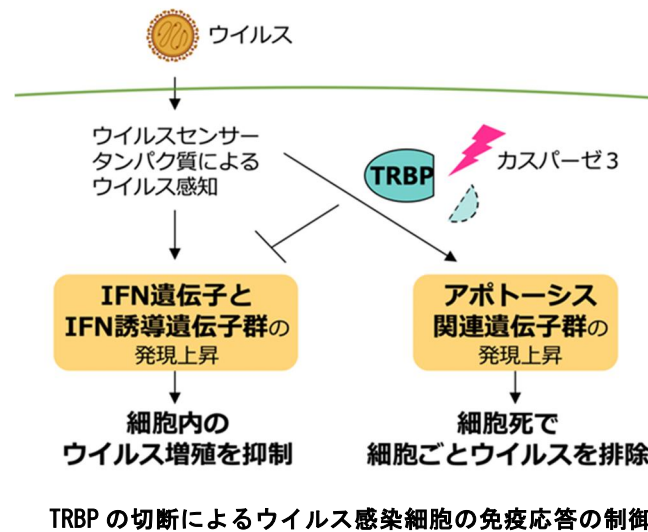 ウイルス
ウイルスセンサー
タンパク質による
ウイルス感知
TRBP
カスパーゼ3
IFN遺伝子と
IFN誘導遺伝子群の
発現上昇
アポトーシス
関連遺伝子群の
発現上昇
細胞内の
ウイルス増殖を抑制
細胞死で
細胞ごとウイルスを排除
TRBP の切断によるウイルス感染細胞の免疫応答の制御